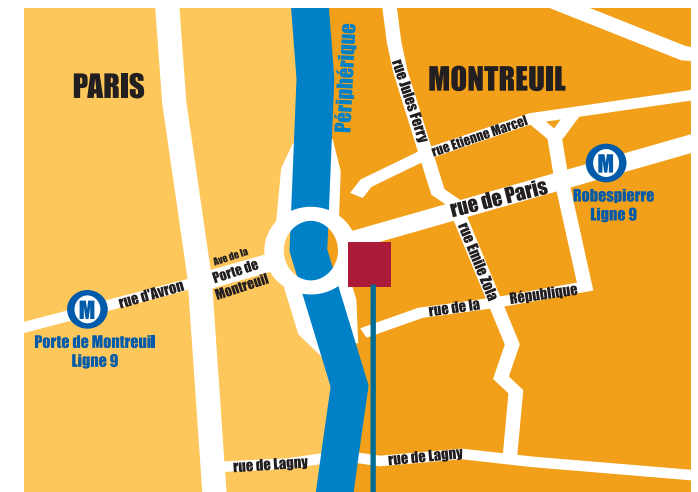 PARIS
Périphérique
MONTREUIL
rue Jules Ferry
rue Etienne Marcel
M
Robespierre
Ligne 9
rue de Paris
rue Emile Zola
Ave de la
Porte de
Montreuil
rue d'Avron
M
Porte de Montreuil
Ligne 9
rue de la République
rue de Lagny
rue de Lagny